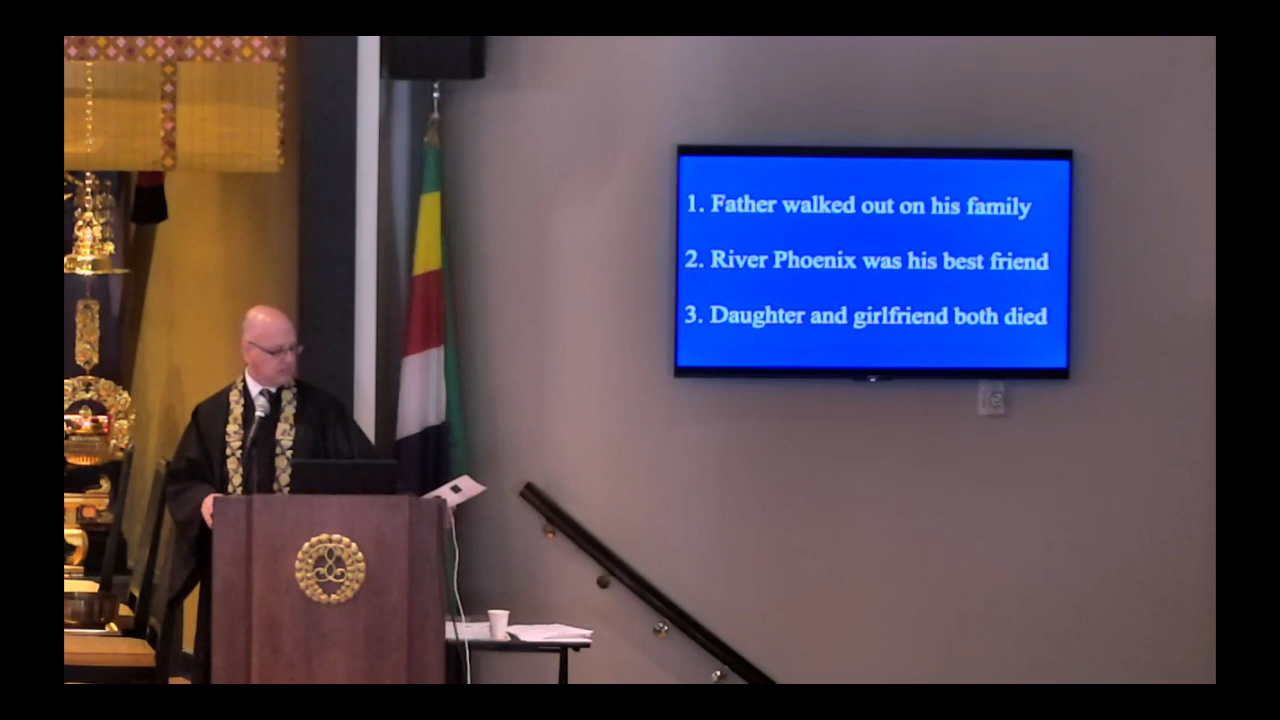 1. Father walked out on his family
2. River Phoenix was his best friend
3. Daughter and girlfriend both died